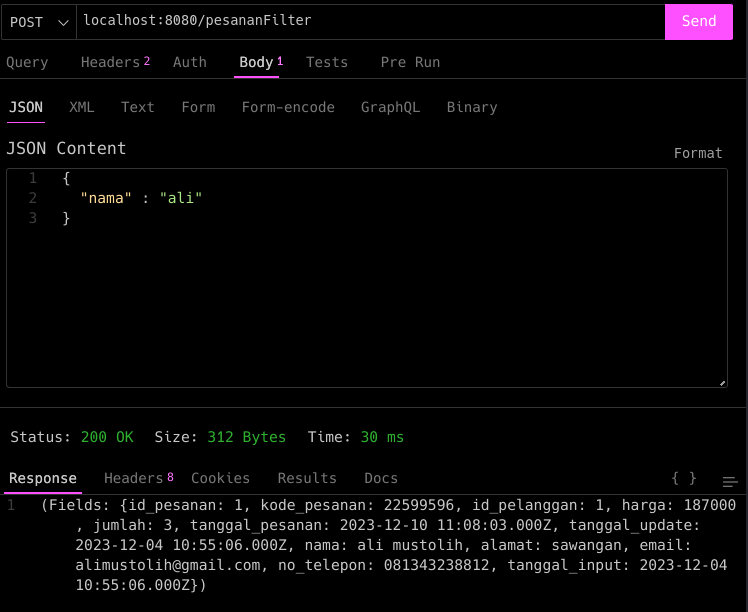 POST localhost:8080/pesananFilter Send
Query Headers 2 Auth Body 1 Tests Pre Run
JSON XML Text Form Form-encode GraphQL Binary
JSON Content
Format
1 {
2 "nama" : "ali"
3 }
Status: 200 OK Size: 312 Bytes Time: 30 ms
Response Headers 8 Cookies Results Docs { }
1 (Fields: {id_pesanan: 1, kode_pesanan: 22599596, id_pelanggan: 1, harga: 187000
, jumlah: 3, tanggal_pesanan: 2023-12-10 11:08:03.000Z, tanggal_update:
2023-12-04 10:55:06.000Z, nama: ali mustolih, alamat: sawangan, email:
alimustolih@gmail.com, no_telepon: 081343238812, tanggal_input: 2023-12-04
10:55:06.000Z})